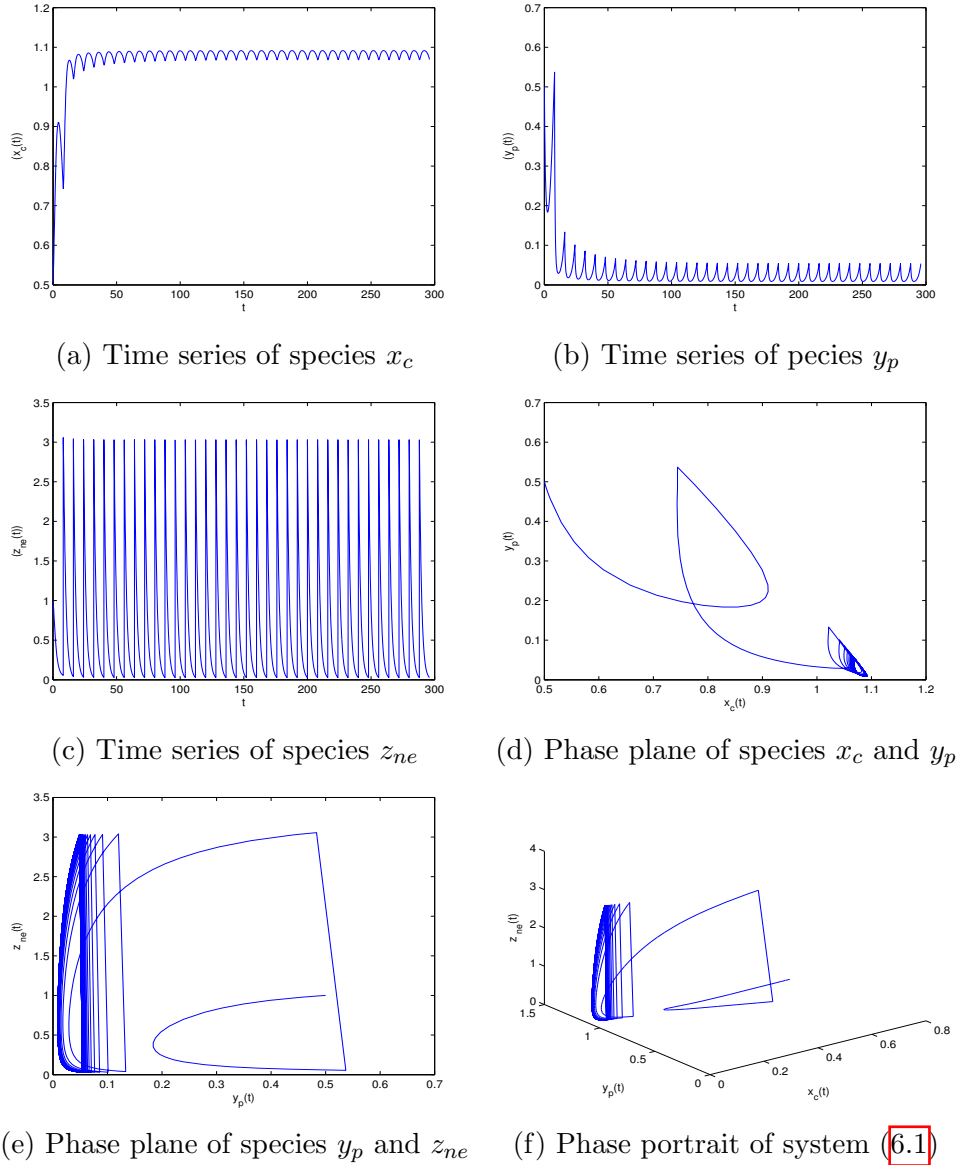 1.2
1.1
1
0.9
0.8
0.7
0.6
0.5
(x_c(t))
0 50 100 150 200 250 300
t
0.7
0.6
0.5
0.4
0.3
0.2
0.1
0
(y_p(t))
0 50 100 150 200 250 300
t
(a) Time series of species x_c
(b) Time series of pecies y_p
3.5
3
2.5
2
1.5
1
0.5
0
(z_ne(t))
0 50 100 150 200 250 300
t
0.7
0.6
0.5
0.4
0.3
0.2
0.1
0
y_p(t)
0.5 0.6 0.7 0.8 0.9 1 1.1 1.2
x_c(t)
(c) Time series of species z_ne
(d) Phase plane of species x_c and y_p
3.5
3
2.5
2
1.5
1
0.5
0
z_ne(t)
0 0.1 0.2 0.3 0.4 0.5 0.6 0.7
y_p(t)
4
3
2
1
0
z_ne(t)
1.5
1
0.5
0
y_p(t)
0
0.2
0.4
0.6
0.8
x_c(t)
(e) Phase plane of species y_p and z_ne
(f) Phase portrait of system (6.1)